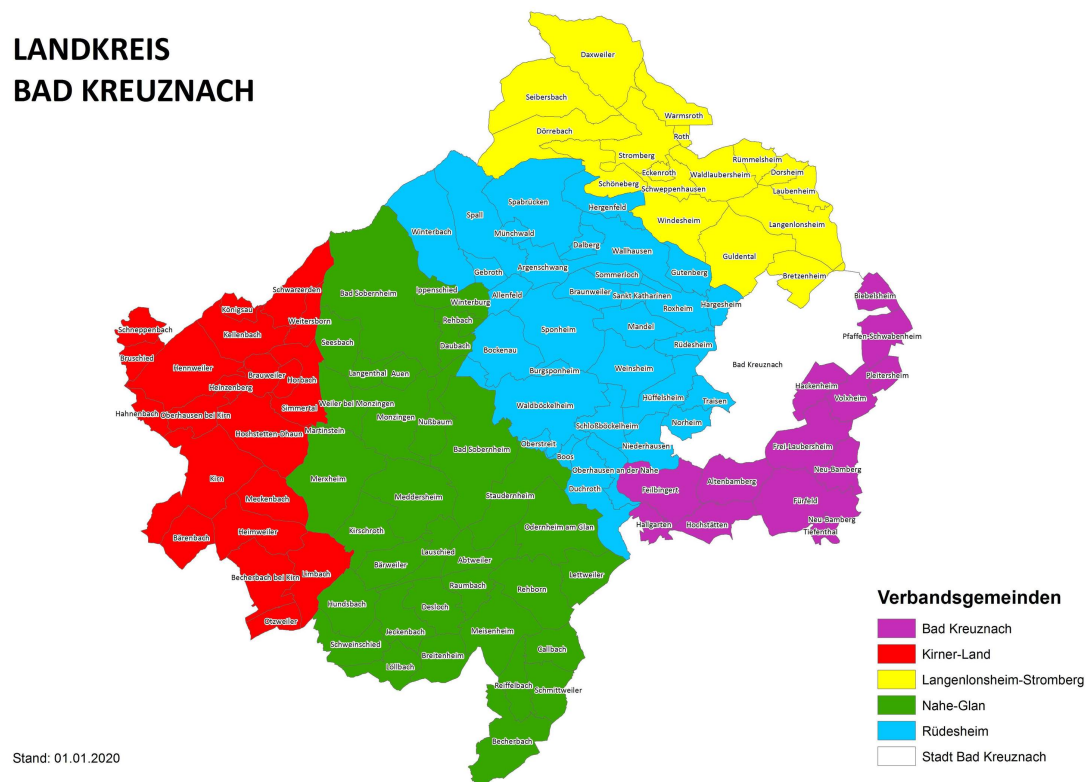 LANDKREIS
BAD KREUZNACH
Daxweiler
Seibersbach
Warmsroth
Dörrebach
Roth
Stromberg
Rümmelsheim
Eckenroth
Waldlaubersheim
Dorsheim
Schöneberg
Schweppenhausen
Laubenheim
Spabrücken
Hergenfeld
Spall
Windesheim
Langenlonsheim
Winterbach
Münchwald
Dalberg
Wallhausen
Guldental
Argenschwang
Gebroth
Sommerloch
Gutenberg
Bretzenheim
Schwarzerden
Bad Sobernheim
Ippenschied
Allenfeld
Braunweiler
Sankt Katharinen
Biebelsheim
Winterburg
Königsau
Roxheim
Hargesheim
Schneppenbach
Weitersborn
Rehbach
Sponheim
Mandel
Kellenbach
Seesbach
Daubach
Rüdesheim
Pfaffen-Schwabenheim
Bruschied
Bockenau
Hennweiler
Burgsponheim
Weinsheim
Bad Kreuznach
Brauweiler
Langenthal
Auen
Pleitersheim
Heinzenberg
Horbach
Hackenheim
Hahnenbach
Oberhausen bei Kirn
Simmertal
Weiler bei Monzingen
Waldböckelheim
Hüffelsheim
Traisen
Volxheim
Monzingen
Nußbaum
Norheim
Hochstetten-Dhaun
Martinstein
Schloßböckelheim
Oberstreit
Niederhausen
Frei-Laubersheim
Bad Sobernheim
Boos
Kirn
Merxheim
Oberhausen an der Nahe
Neu-Bamberg
Meckenbach
Meddersheim
Staudernheim
Duchroth
Feilbingert
Altenbamberg
Fürfeld
Neu-Bamberg
Bärenbach
Heimweiler
Kirschroth
Odernheim am Glan
Hallgarten
Hochstätten
Tiefenthal
Lauschied
Abtweiler
Bärweiler
Becherbach bei Kirn
Limbach
Lettweiler
Raumbach
Rehborn
Hundsbach
Desloch
Otzweiler
Jeckenbach
Meisenheim
Schweinschied
Callbach
Breitenheim
Löllbach
Reiffelbach
Schmittweiler
Becherbach
Verbandsgemeinden
Bad Kreuznach
Kirner-Land
Langenlonsheim-Stromberg
Nahe-Glan
Rüdesheim
Stadt Bad Kreuznach
Stand: 01.01.2020